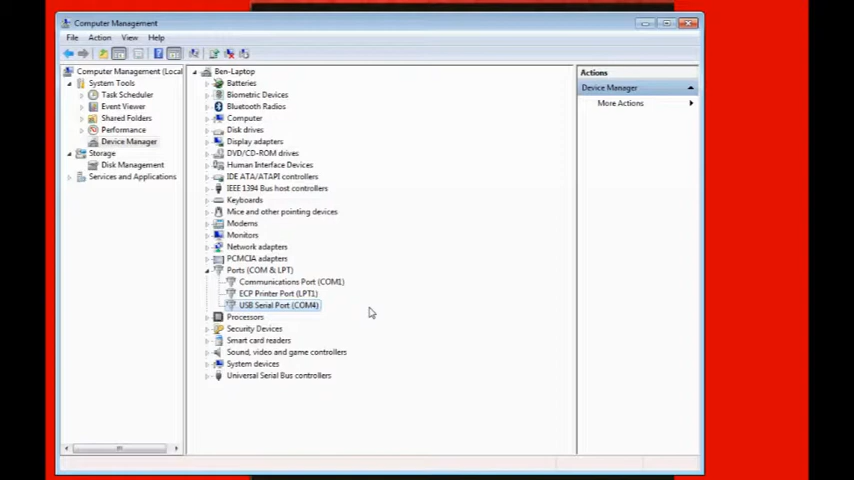 Computer Management
File Action View Help
Computer Management (Local
System Tools
Task Scheduler
Event Viewer
Shared Folders
Performance
Device Manager
Storage
Disk Management
Services and Applications
Ben-Laptop
Batteries
Biometric Devices
Bluetooth Radios
Computer
Disk drives
Display adapters
DVD/CD-ROM drives
Human Interface Devices
IDE ATA/ATAPI controllers
IEEE 1394 Bus host controllers
Keyboards
Mice and other pointing devices
Modems
Monitors
Network adapters
PCMCIA adapters
Ports (COM & LPT)
Communications Port (COM1)
ECP Printer Port (LPT1)
USB Serial Port (COM4)
Processors
Security Devices
Smart card readers
Sound, video and game controllers
System devices
Universal Serial Bus controllers
Actions
Device Manager
More Actions